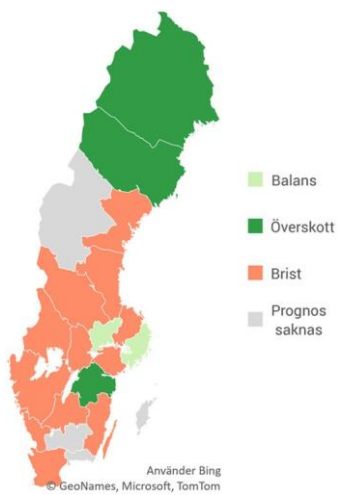 Balans
Överskott
Brist
Prognos
saknas
Använder Bing
© GeoNames, Microsoft, TomTom